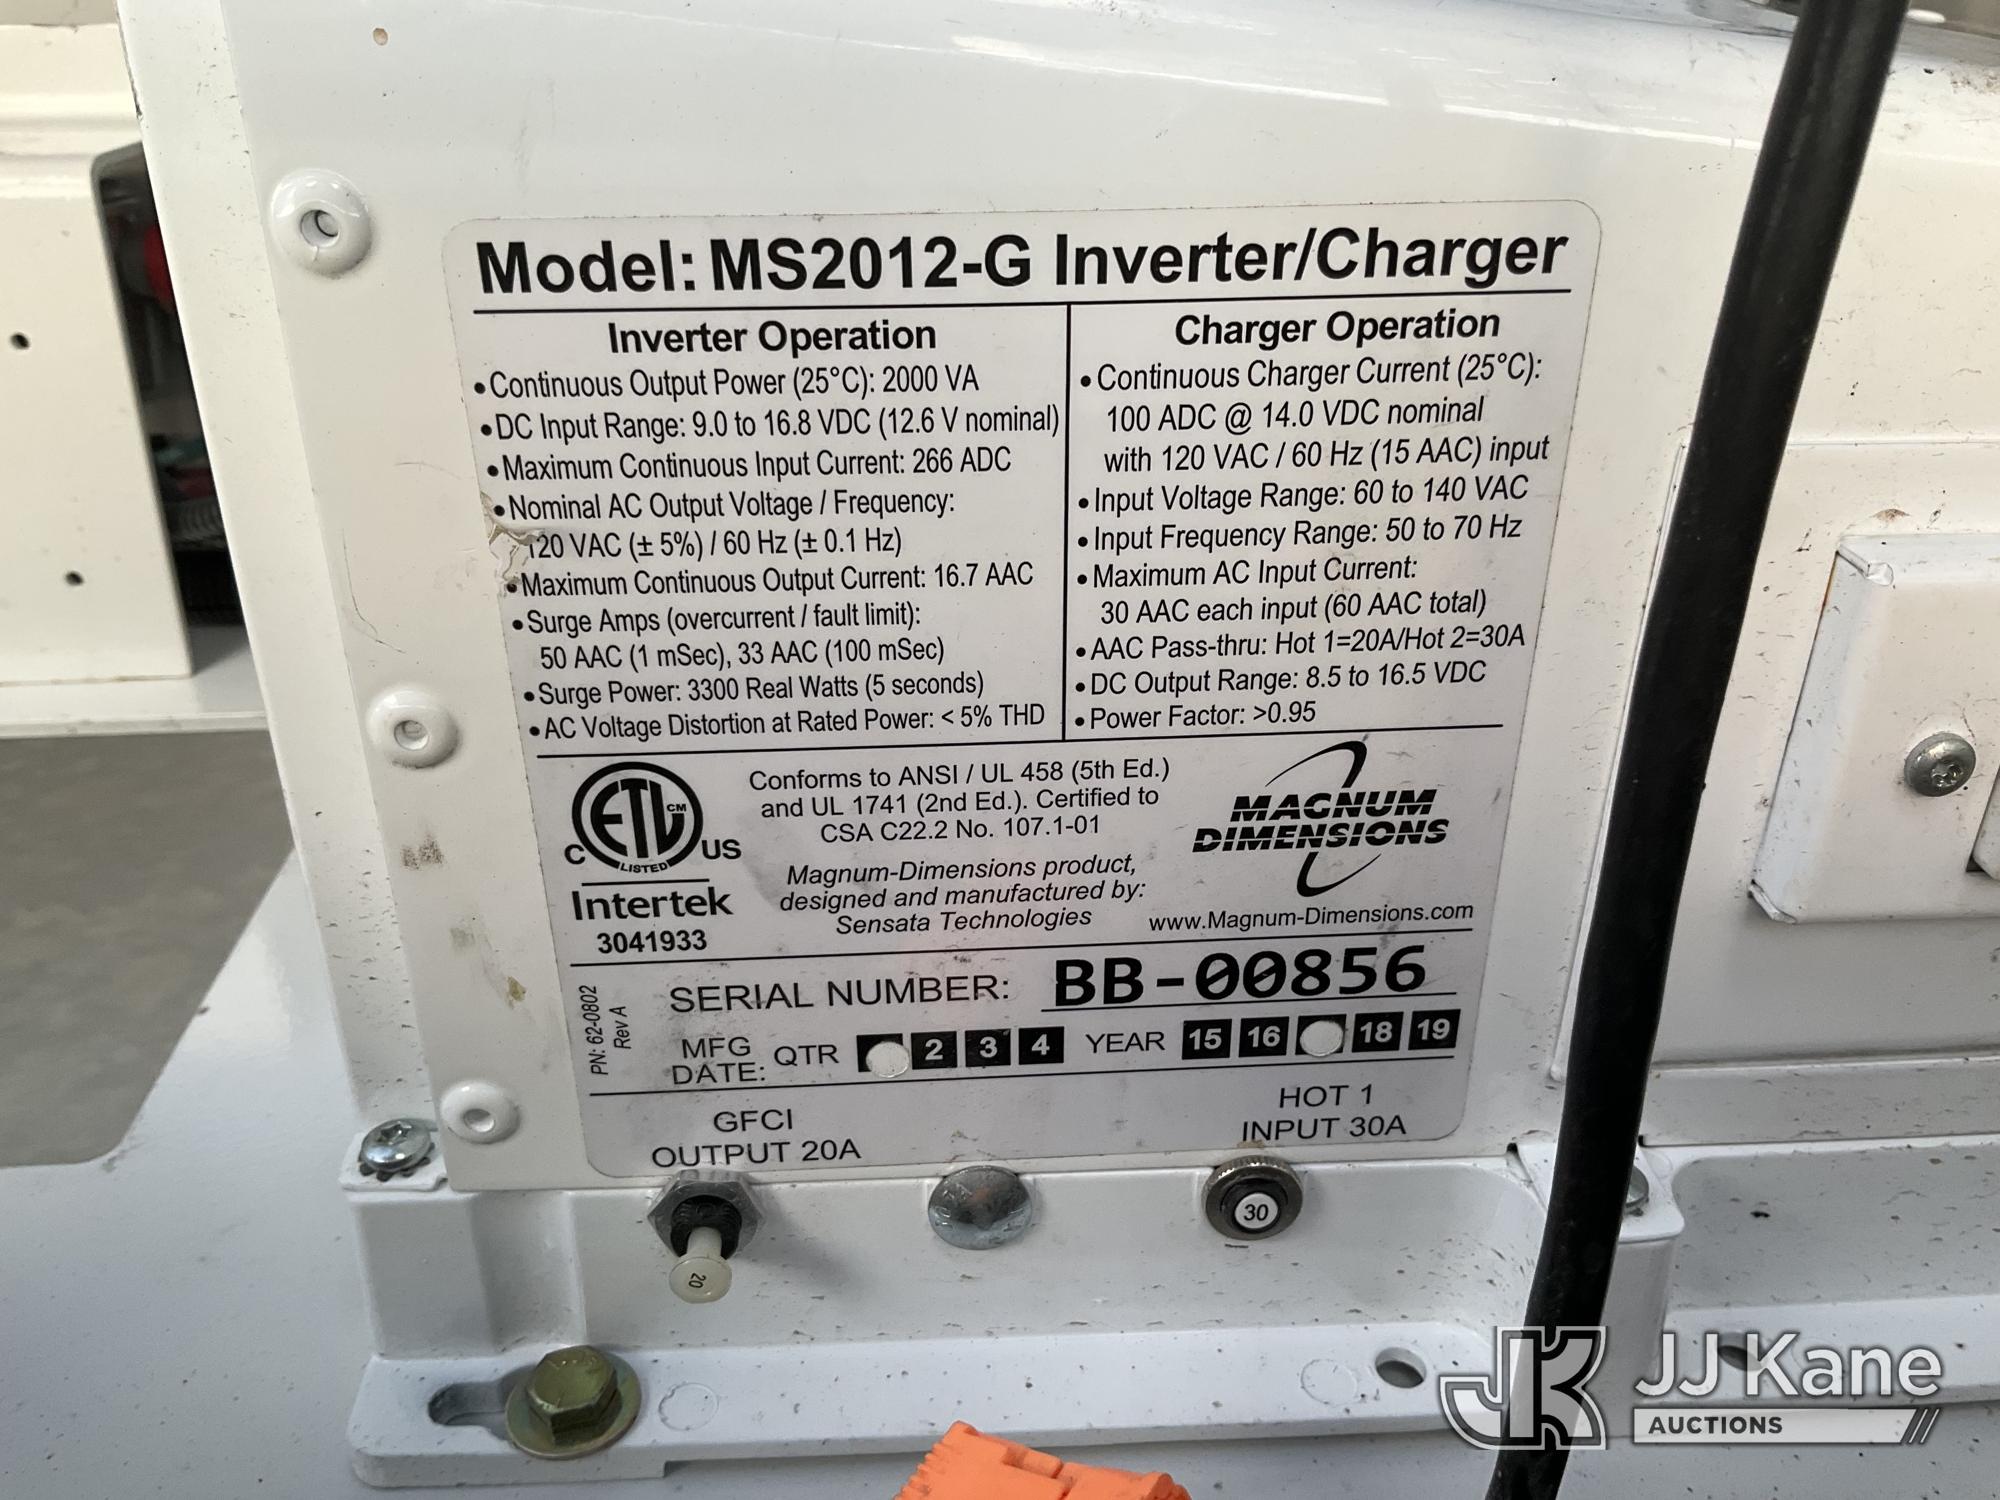 Model: MS2012-G Inverter/Charger
Inverter Operation
• Continuous Output Power (25°C): 2000 VA
• DC Input Range: 9.0 to 16.8 VDC (12.6 V nominal)
• Maximum Continuous Input Current: 266 ADC
• Nominal AC Output Voltage / Frequency:
120 VAC (± 5%) / 60 Hz (± 0.1 Hz)
• Maximum Continuous Output Current: 16.7 AAC
• Surge Amps (overcurrent / fault limit):
50 AAC (1 mSec), 33 AAC (100 mSec)
• Surge Power: 3300 Real Watts (5 seconds)
• AC Voltage Distortion at Rated Power: < 5% THD
Charger Operation
• Continuous Charger Current (25°C):
100 ADC @ 14.0 VDC nominal
with 120 VAC / 60 Hz (15 AAC) input
• Input Voltage Range: 60 to 140 VAC
• Input Frequency Range: 50 to 70 Hz
• Maximum AC Input Current:
30 AAC each input (60 AAC total)
• AAC Pass-thru: Hot 1=20A/Hot 2=30A
• DC Output Range: 8.5 to 16.5 VDC
• Power Factor: >0.95
C ETL CM US
LISTED
Intertek
3041933
Conforms to ANSI / UL 458 (5th Ed.)
and UL 1741 (2nd Ed.). Certified to
CSA C22.2 No. 107.1-01
Magnum-Dimensions product,
designed and manufactured by:
Sensata Technologies
MAGNUM
DIMENSIONS
www.Magnum-Dimensions.com
PN: 62-0802
Rev A
SERIAL NUMBER: BB-00856
MFG
DATE: QTR 2 3 4 YEAR 15 16 18 19
GFCI
OUTPUT 20A
HOT 1
INPUT 30A
20
30
JK
JJ Kane
AUCTIONS